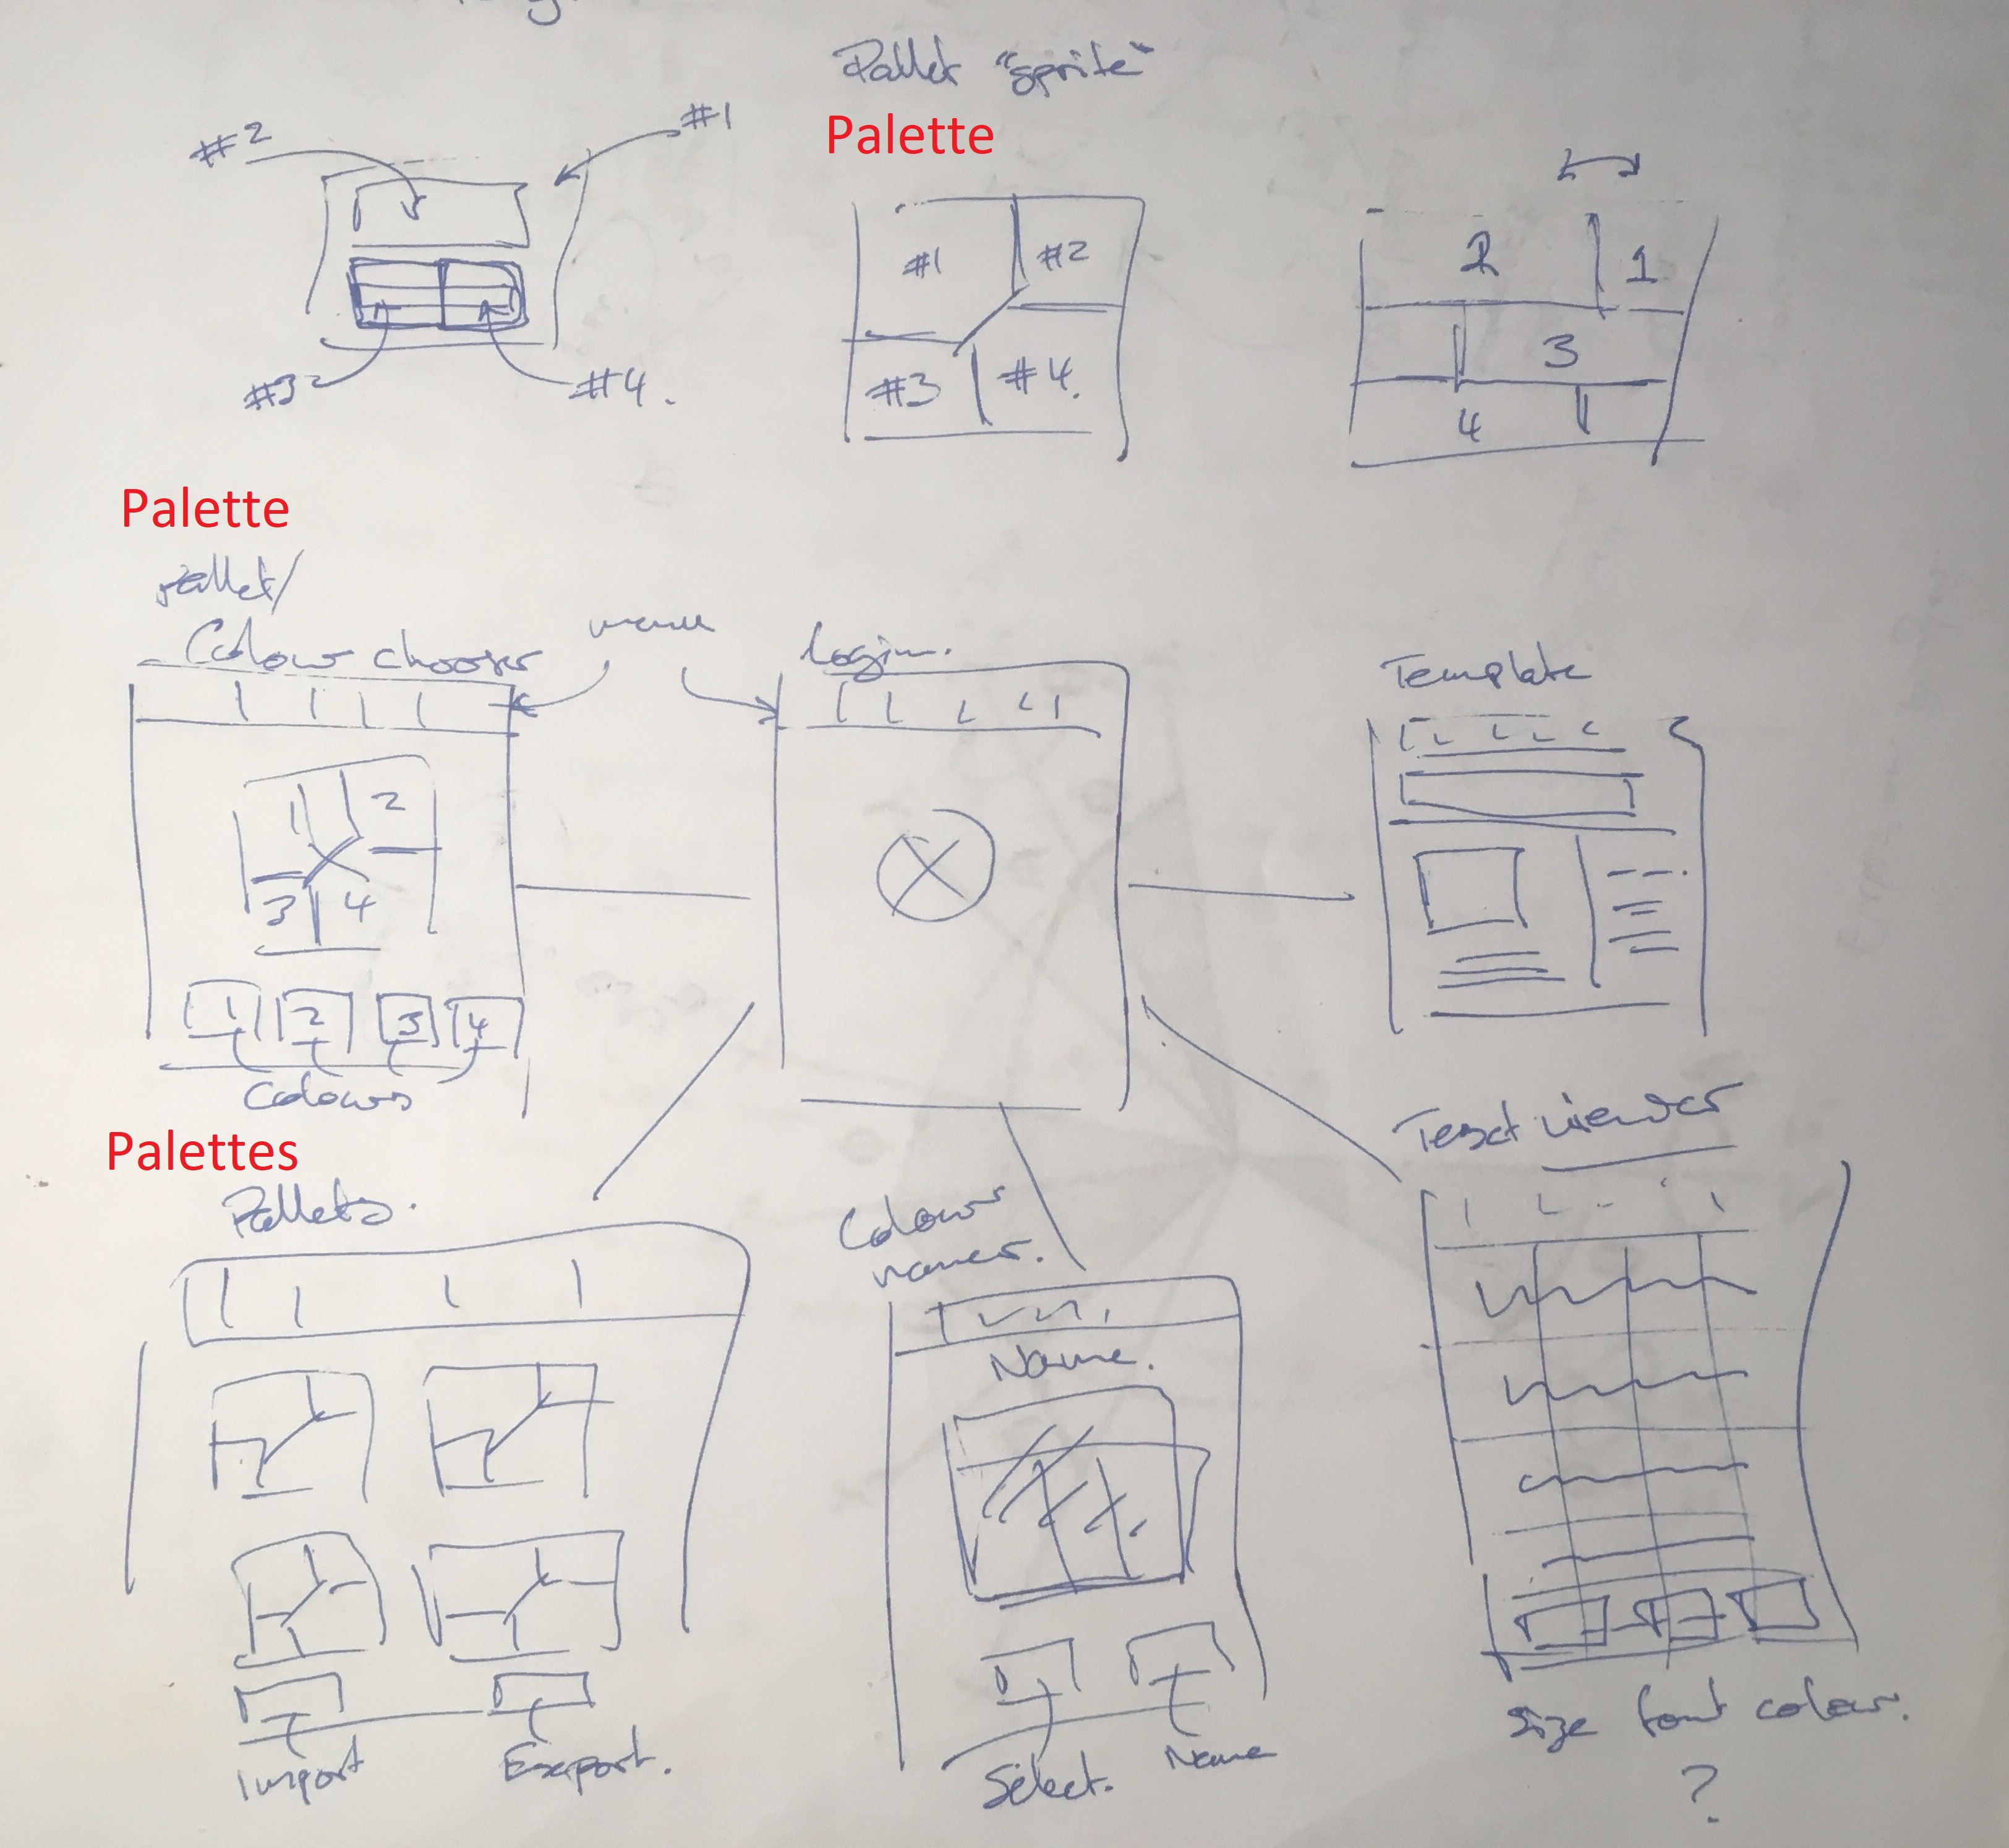 Pallet "sprite"
Palette
#2
#1
#3
#4.
#1
#2
#3
#4.
2
1
3
4
Palette
Pallet/
Colour chooser
menu
Login.
Template
1
2
3
4
1
2
3
4
Colours
Palettes
Pallets.
Import
Export.
Colour
namer.
Name.
Select.
Name
Text viewer
Size font colour.
?